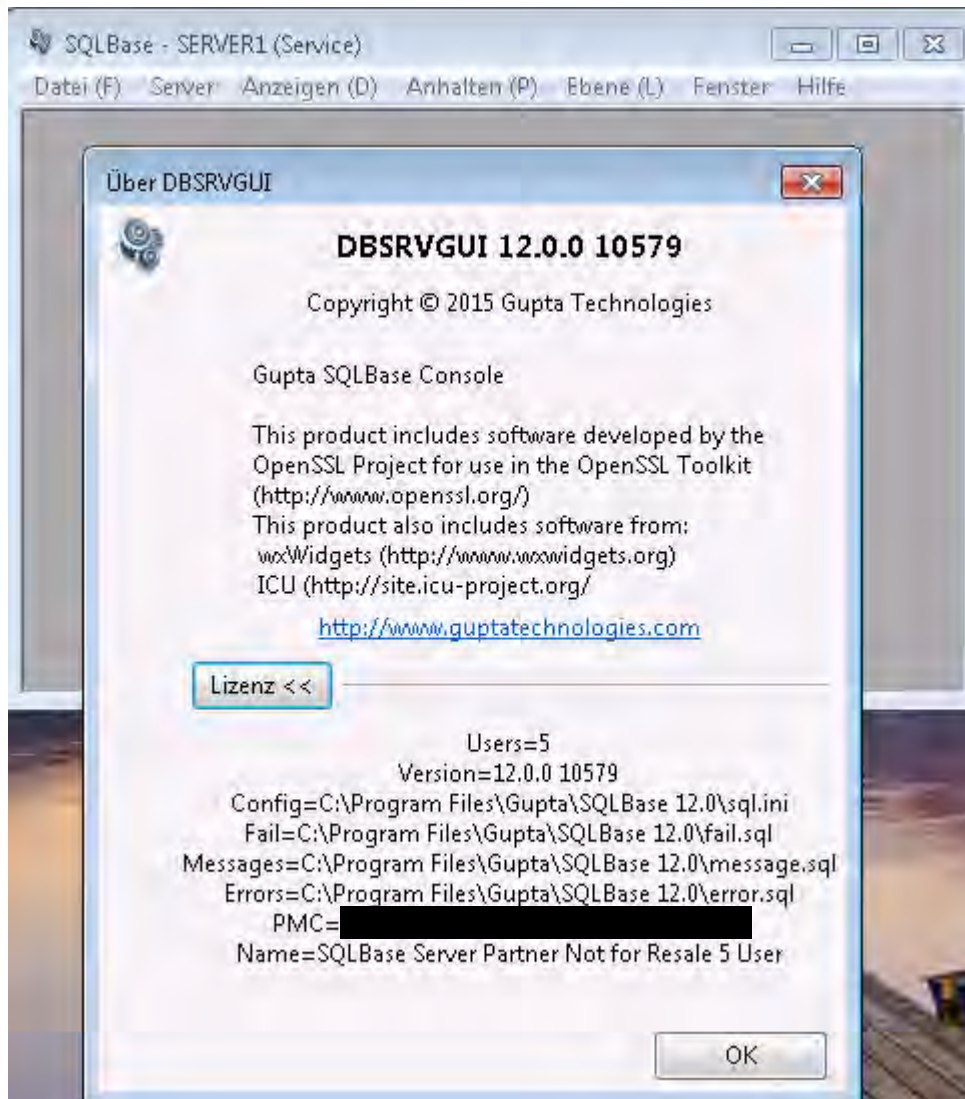 SQLBase - SERVER1 (Service)
Datei (F) Server Anzeigen (D) Anhalten (P) Ebene (L) Fenster Hilfe
Über DBSRVGUI
DBSRVGUI 12.0.0 10579
Copyright © 2015 Gupta Technologies
Gupta SQLBase Console
This product includes software developed by the
OpenSSL Project for use in the OpenSSL Toolkit
(http://www.openssl.org/)
This product also includes software from:
wxWidgets (http://www.wxwidgets.org)
ICU (http://site.icu-project.org/
http://www.guptatechnologies.com
Lizenz <<
Users=5
Version=12.0.0 10579
Config=C:\Program Files\Gupta\SQLBase 12.0\sql.ini
Fail=C:\Program Files\Gupta\SQLBase 12.0\fail.sql
Messages=C:\Program Files\Gupta\SQLBase 12.0\message.sql
Errors=C:\Program Files\Gupta\SQLBase 12.0\error.sql
PMC=
Name=SQLBase Server Partner Not for Resale 5 User
OK